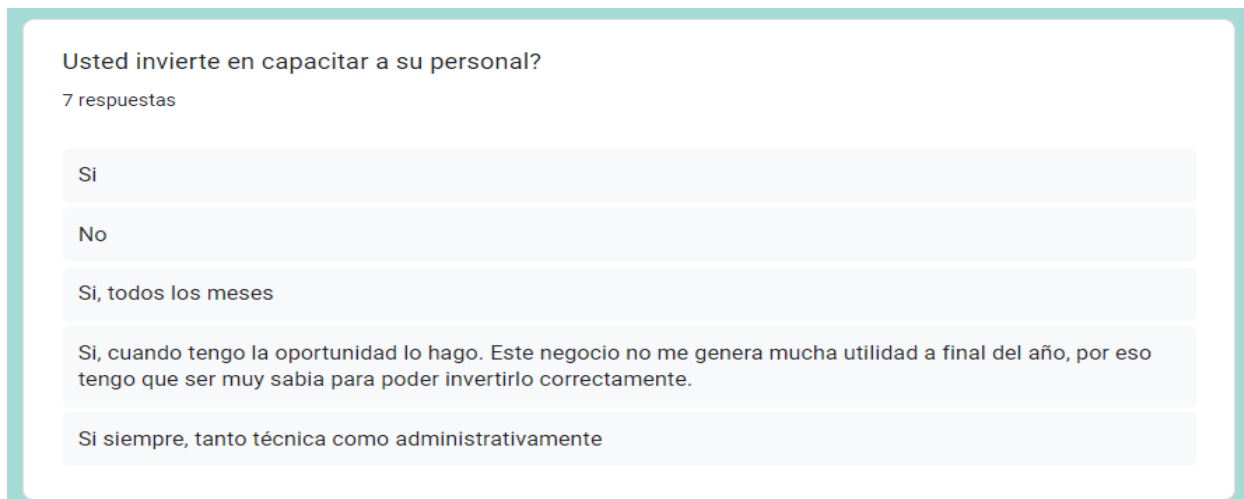 Usted invierte en capacitar a su personal?
7 respuestas
Si
No
Si, todos los meses
Si, cuando tengo la oportunidad lo hago. Este negocio no me genera mucha utilidad a final del año, por eso
tengo que ser muy sabia para poder invertirlo correctamente.
Si siempre, tanto técnica como administrativamente